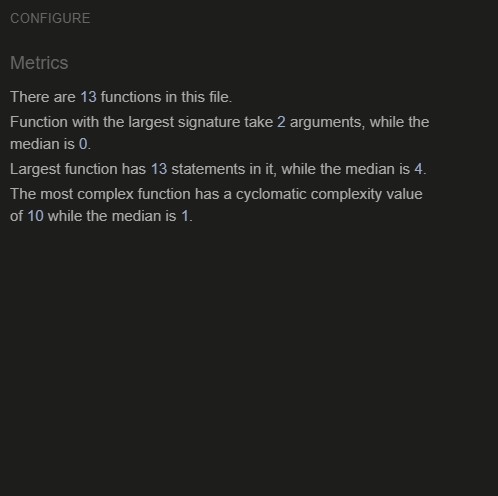 CONFIGURE
Metrics
There are 13 functions in this file.
Function with the largest signature take 2 arguments, while the
median is 0.
Largest function has 13 statements in it, while the median is 4.
The most complex function has a cyclomatic complexity value
of 10 while the median is 1.